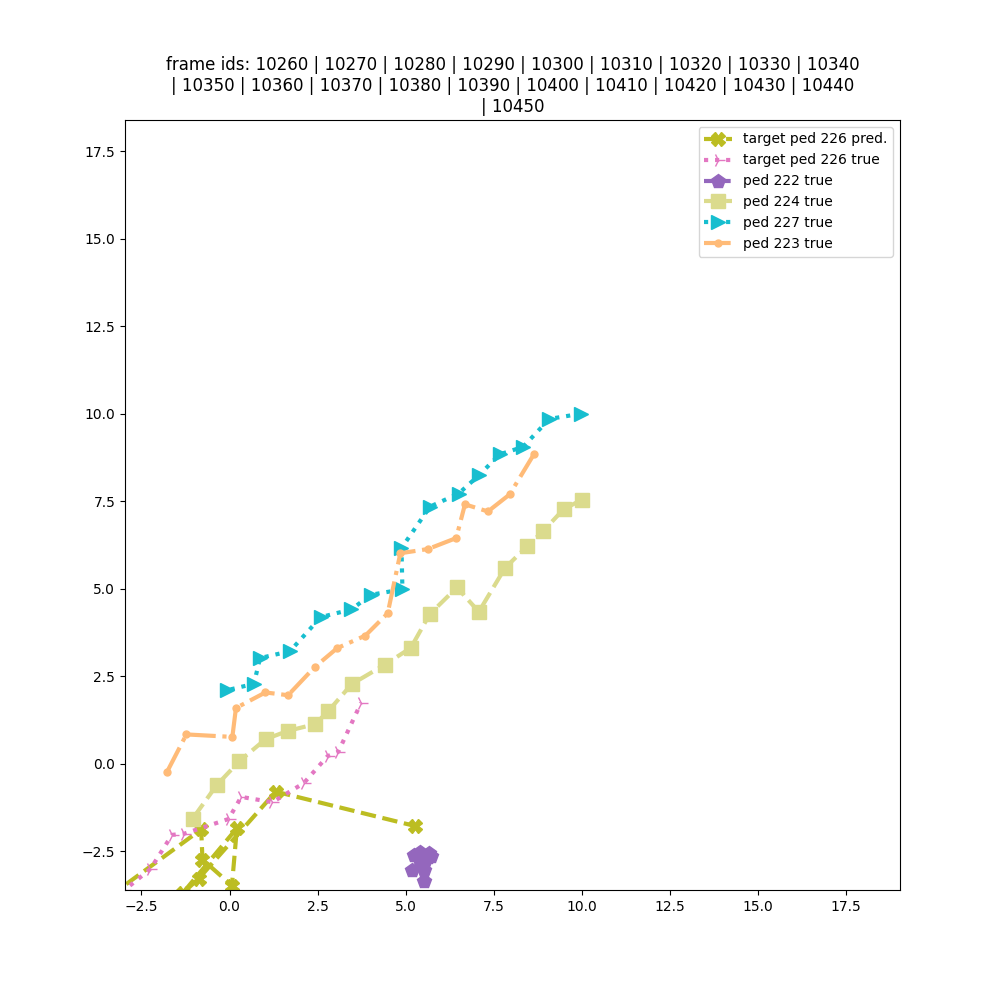 frame ids: 10260 | 10270 | 10280 | 10290 | 10300 | 10310 | 10320 | 10330 | 10340
| 10350 | 10360 | 10370 | 10380 | 10390 | 10400 | 10410 | 10420 | 10430 | 10440
| 10450
target ped 226 pred.
target ped 226 true
ped 222 true
ped 224 true
ped 227 true
ped 223 true
17.5
15.0
12.5
10.0
7.5
5.0
2.5
0.0
−2.5
−2.5 0.0 2.5 5.0 7.5 10.0 12.5 15.0 17.5